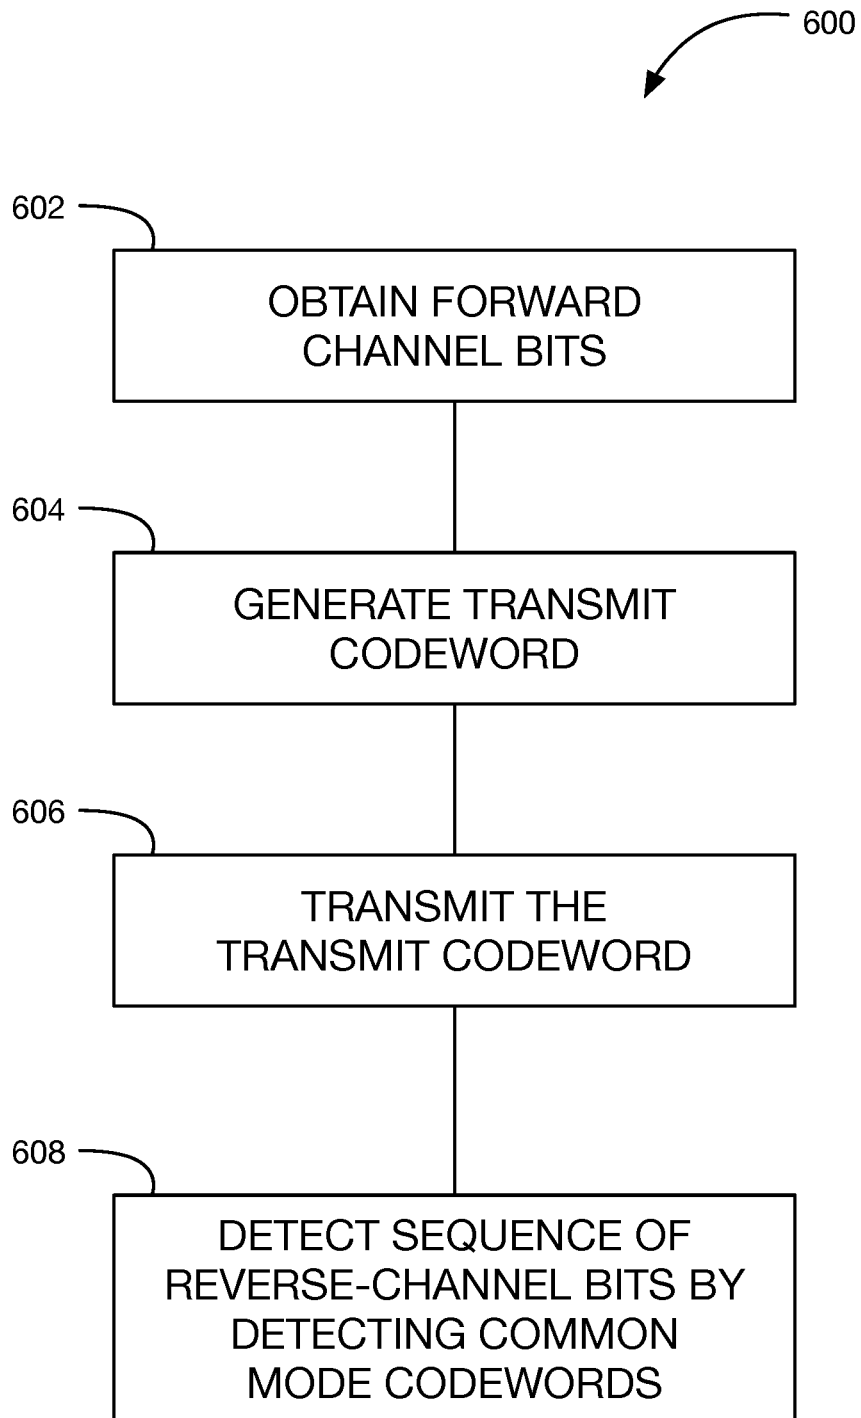 600
602
OBTAIN FORWARD
CHANNEL BITS
604
GENERATE TRANSMIT
CODEWORD
606
TRANSMIT THE
TRANSMIT CODEWORD
608
DETECT SEQUENCE OF
REVERSE-CHANNEL BITS BY
DETECTING COMMON
MODE CODEWORDS